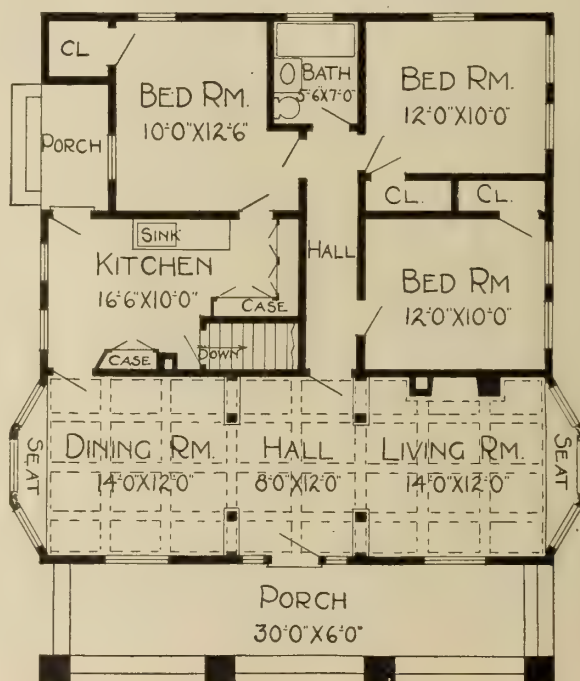 CL
BED RM.
10'-0"X12'-6"
BATH
5'-6"X7'-0"
BED RM.
12'-0"X10'-0"
PORCH
CL.
CL.
SINK
KITCHEN
16'-6"X10'-0"
HALL
CASE
BED RM
12'-0"X10'-0"
DOWN
CASE
SEAT
DINING RM.
14'-0"X12'-0"
HALL
8'-0"X12'-0"
LIVING RM.
14'-0"X12'-0"
SEAT
PORCH
30'-0"X6'-0"